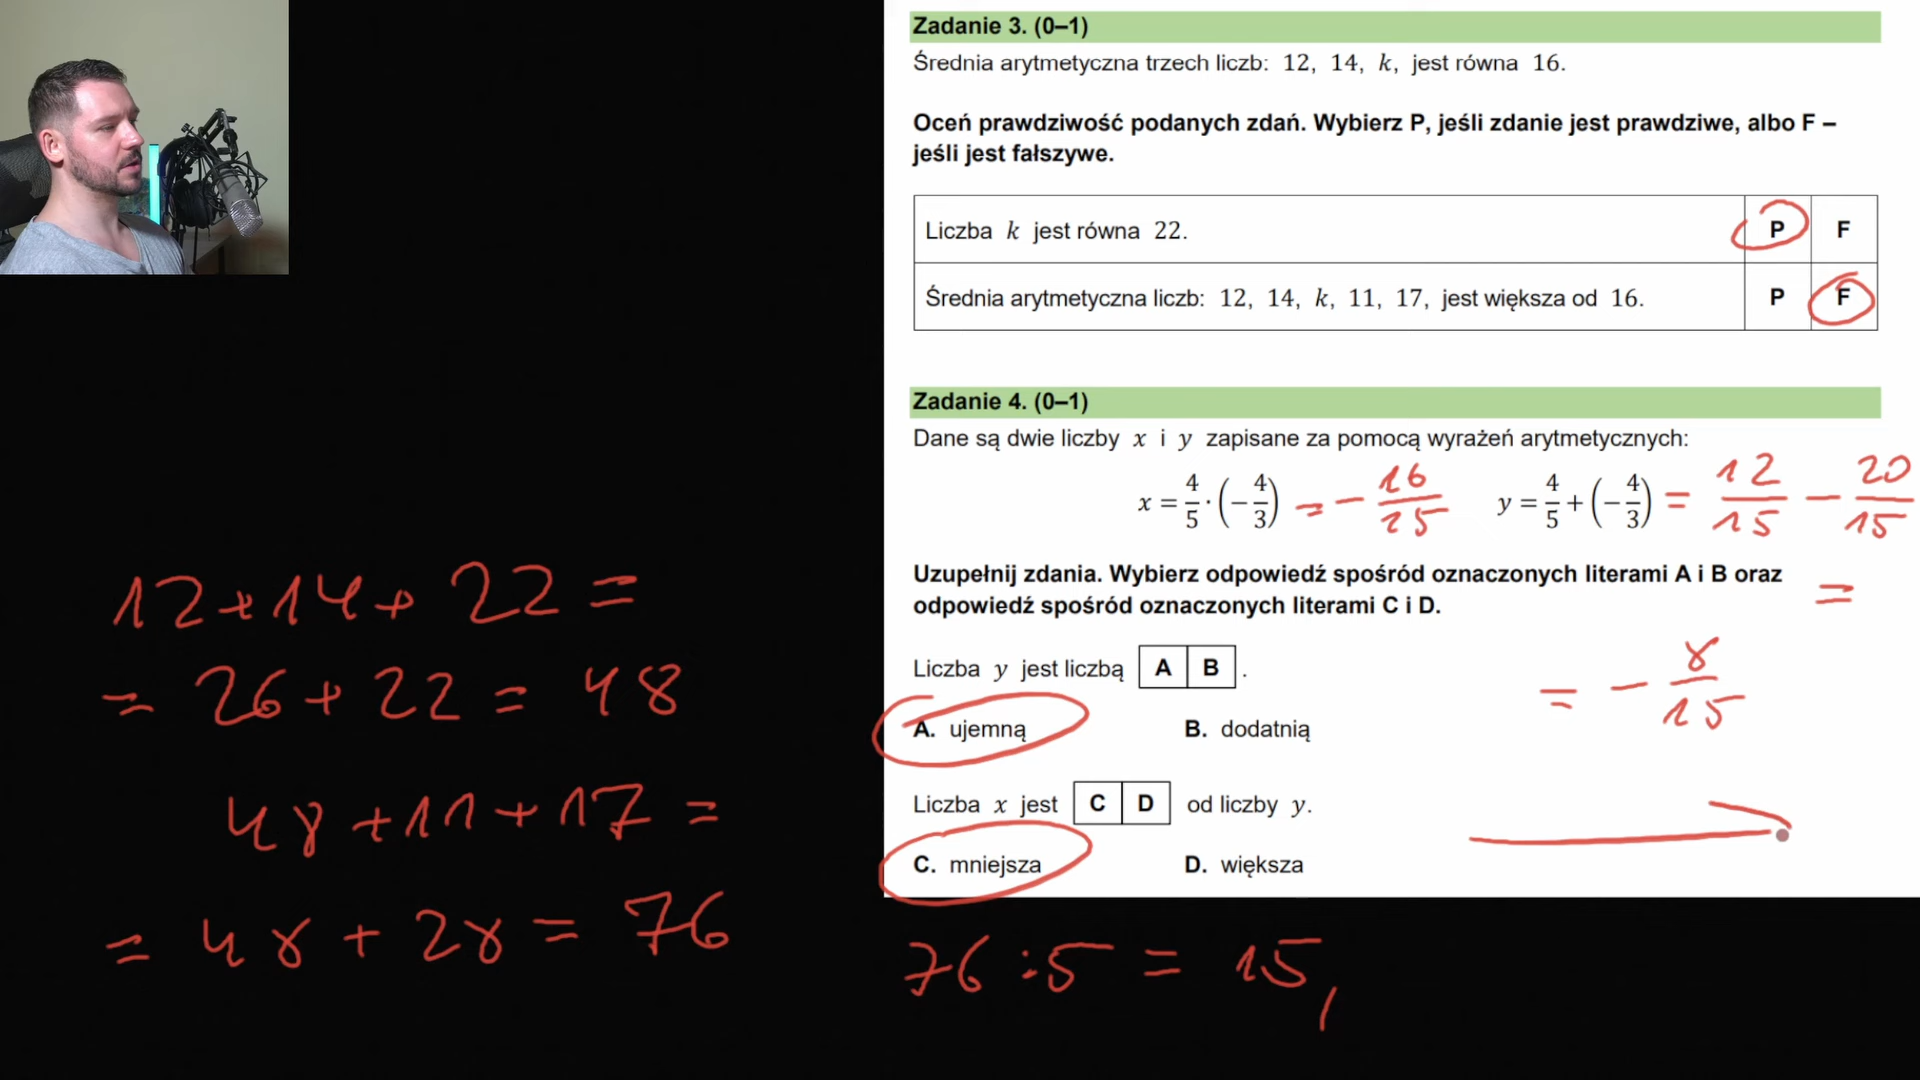 Zadanie 3. (0–1)
Średnia arytmetyczna trzech liczb: 12, 14, k, jest równa 16.
Oceń prawdziwość podanych zdań. Wybierz P, jeśli zdanie jest prawdziwe, albo F –
jeśli jest fałszywe.
Liczba k jest równa 22. P F
Średnia arytmetyczna liczb: 12, 14, k, 11, 17, jest większa od 16. P F
Zadanie 4. (0–1)
Dane są dwie liczby x i y zapisane za pomocą wyrażeń arytmetycznych:
x = 4/5 · (−4/3) = − 16/15 y = 4/5 + (−4/3) = 12/15 − 20/15
=
= − 8/15
Uzupełnij zdania. Wybierz odpowiedź spośród oznaczonych literami A i B oraz
odpowiedź spośród oznaczonych literami C i D.
Liczba y jest liczbą A B .
A. ujemną B. dodatnią
Liczba x jest C D od liczby y.
C. mniejsza D. większa
12+14+22=
= 26+22 = 48
48+11+17=
= 48+28=76
76:5 = 15,